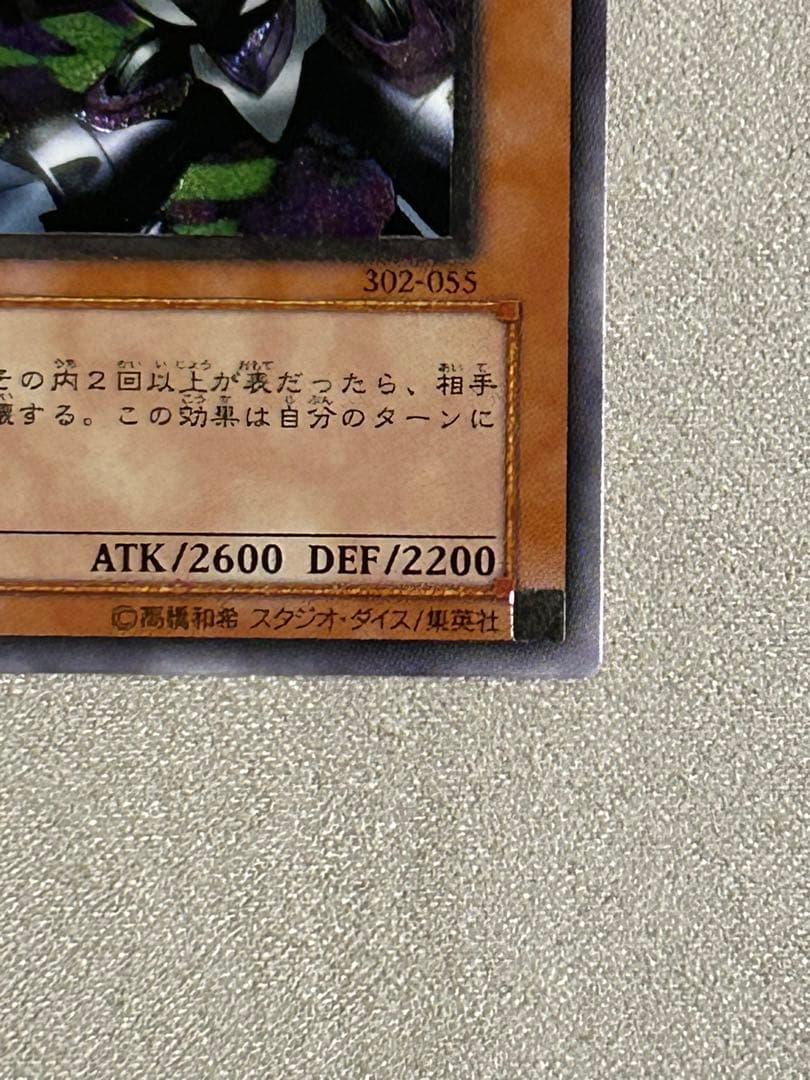 302-055
その内2回以上が表だったら、相手
壊する。この効果は自分のターンに
ATK/2600 DEF/2200
©高橋和希 スタジオ・ダイス/集英社